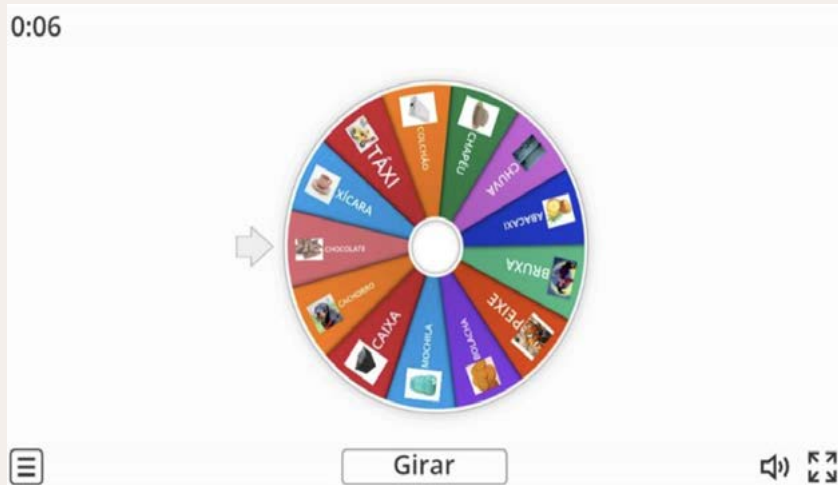 0:06
COLCHÃO
CHAPÉU
CHUVA
ABACAXI
BRUXA
PEIXE
BOLACHA
MOCHILA
CAIXA
CACHORRO
CHOCOLATE
XÍCARA
TÁXI
Girar